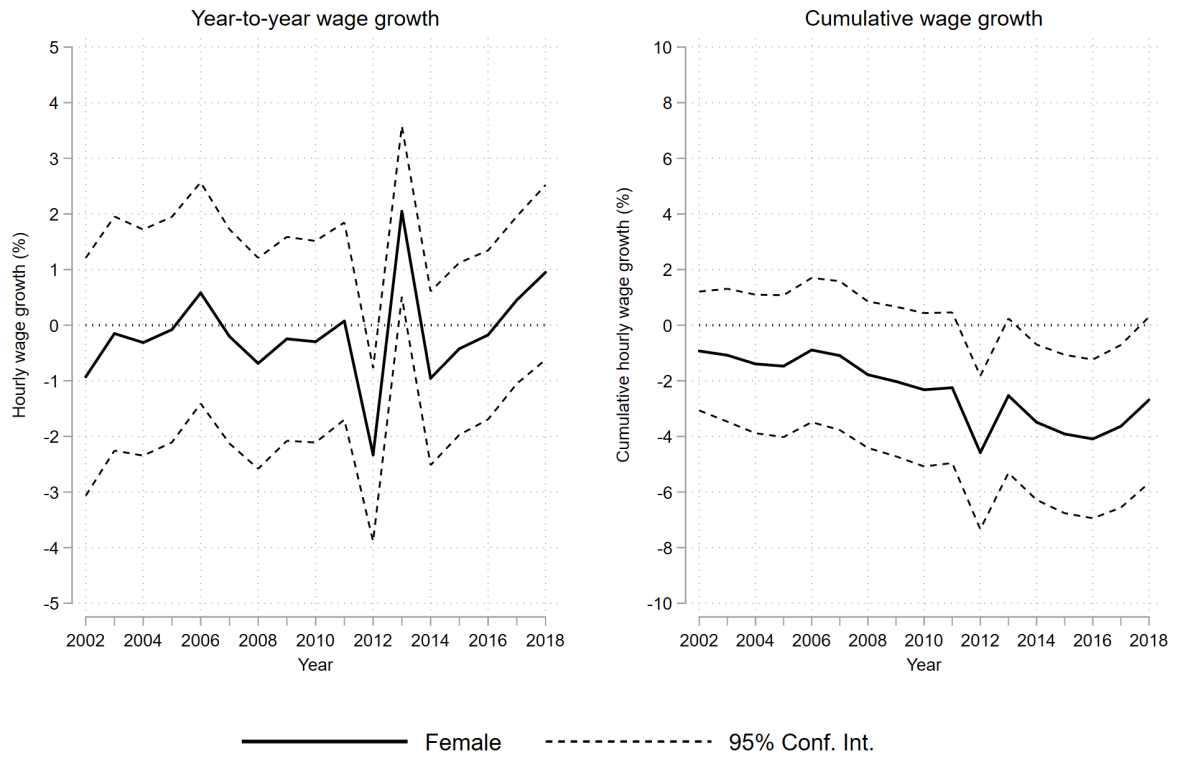 Year-to-year wage growth
Hourly wage growth (%)
5
4
3
2
1
0
-1
-2
-3
-4
-5
2002 2004 2006 2008 2010 2012 2014 2016 2018
Year
Cumulative wage growth
Cumulative hourly wage growth (%)
10
8
6
4
2
0
-2
-4
-6
-8
-10
2002 2004 2006 2008 2010 2012 2014 2016 2018
Year
Female 95% Conf. Int.